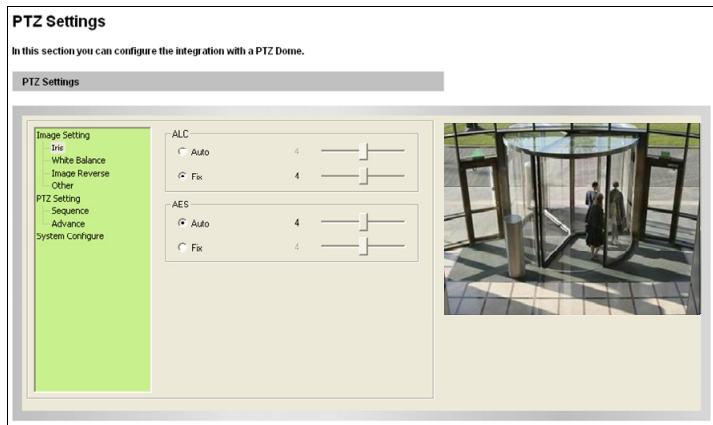 PTZ Settings
In this section you can configure the integration with a PTZ Dome.
PTZ Settings
Image Setting
Iris
White Balance
Image Reverse
Other
PTZ Setting
Sequence
Advance
System Configure
ALC
Auto 4
Fix 4
AES
Auto 4
Fix 4